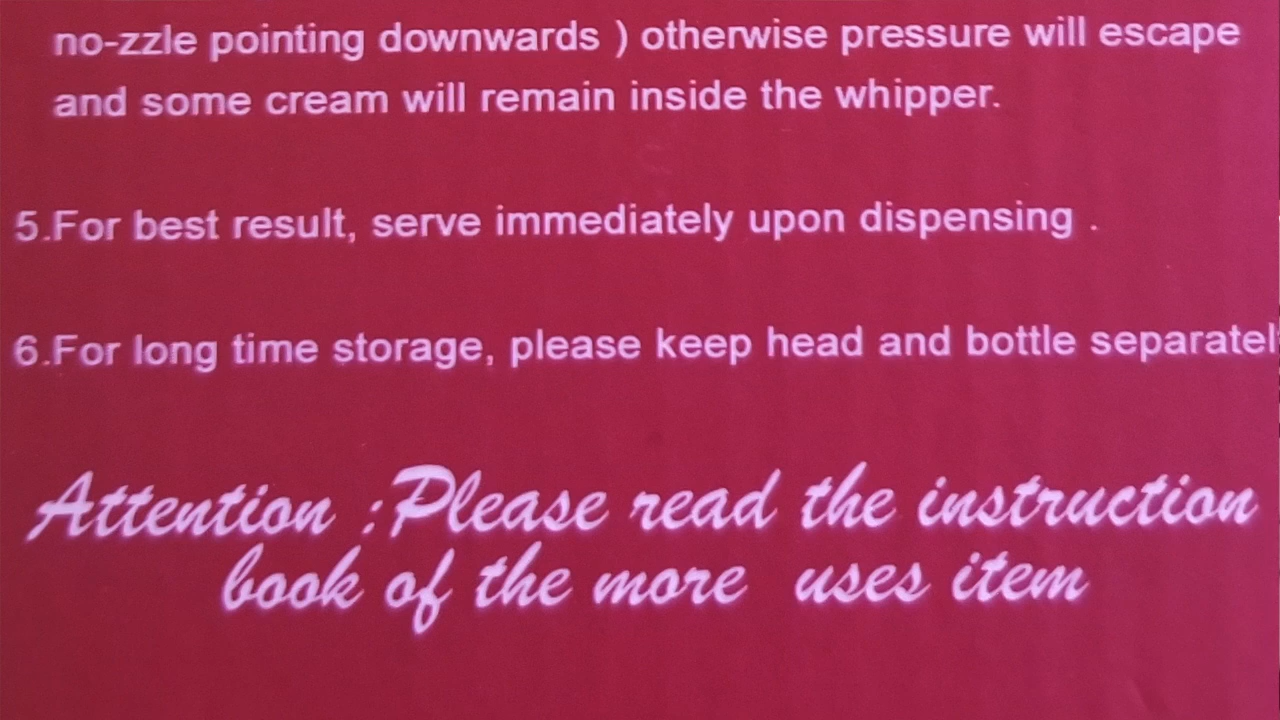 no-zzle pointing downwards ) otherwise pressure will escape
and some cream will remain inside the whipper.
5.For best result, serve immediately upon dispensing .
6.For long time storage, please keep head and bottle separatel
Attention :Please read the instruction
book of the more uses item